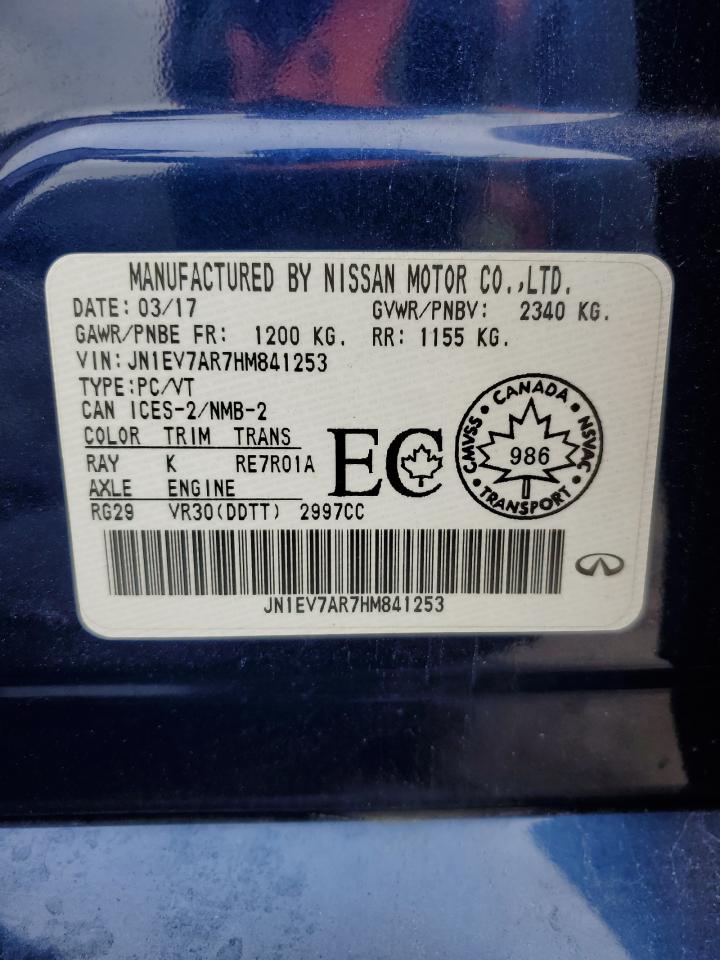 MANUFACTURED BY NISSAN MOTOR CO.,LTD.
DATE: 03/17 GVWR/PNBV: 2340 KG.
GAWR/PNBE FR: 1200 KG. RR: 1155 KG.
VIN: JN1EV7AR7HM841253
TYPE:PC/VT
CAN ICES-2/NMB-2
COLOR TRIM TRANS
RAY K RE7R01A
AXLE ENGINE
RG29 VR30(DDTT) 2997CC
EC
CANADA
CMVSS
NSVAC
986
TRANSPORT
JN1EV7AR7HM841253